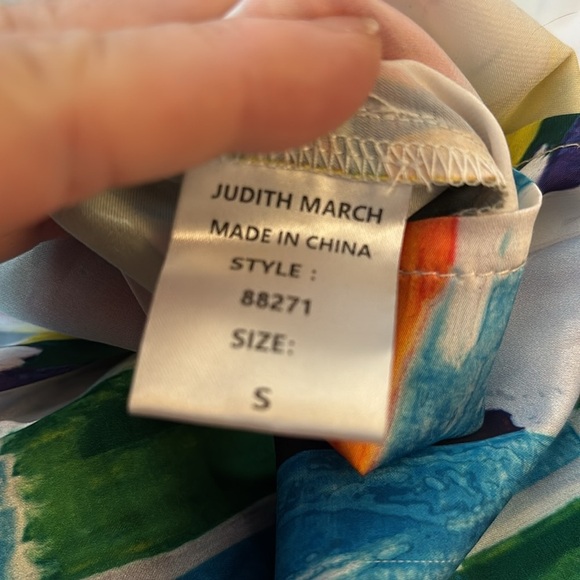 JUDITH MARCH
MADE IN CHINA
STYLE :
88271
SIZE:
S